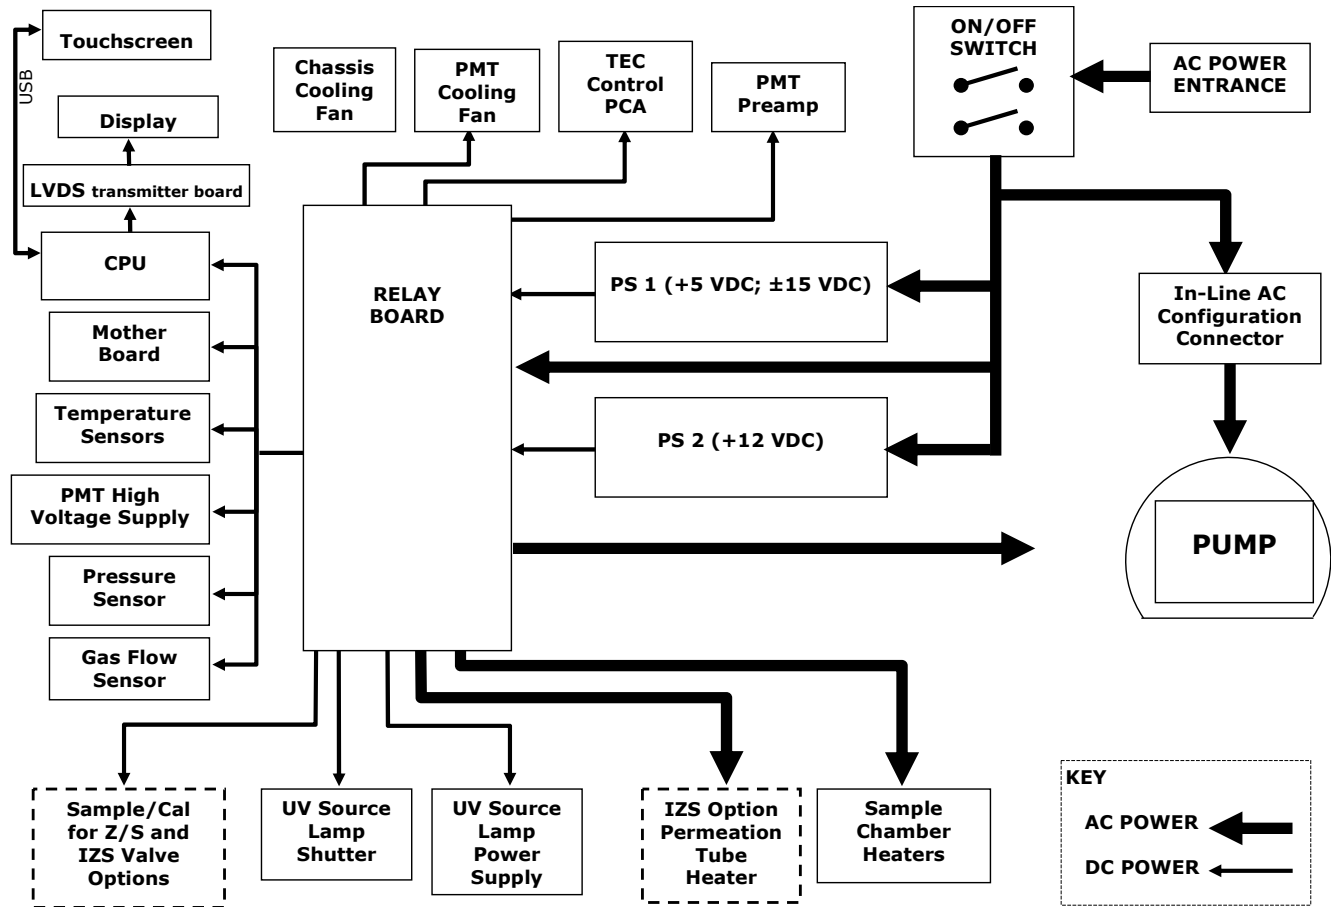 Touchscreen
USB
Display
LVDS transmitter board
CPU
Mother
Board
Temperature
Sensors
PMT High
Voltage Supply
Pressure
Sensor
Gas Flow
Sensor
Chassis
Cooling
Fan
PMT
Cooling
Fan
TEC
Control
PCA
PMT
Preamp
ON/OFF
SWITCH
AC POWER
ENTRANCE
RELAY
BOARD
PS 1 (+5 VDC; ±15 VDC)
PS 2 (+12 VDC)
In-Line AC
Configuration
Connector
PUMP
Sample/Cal
for Z/S and
IZS Valve
Options
UV Source
Lamp
Shutter
UV Source
Lamp
Power
Supply
IZS Option
Permeation
Tube
Heater
Sample
Chamber
Heaters
KEY
AC POWER
DC POWER